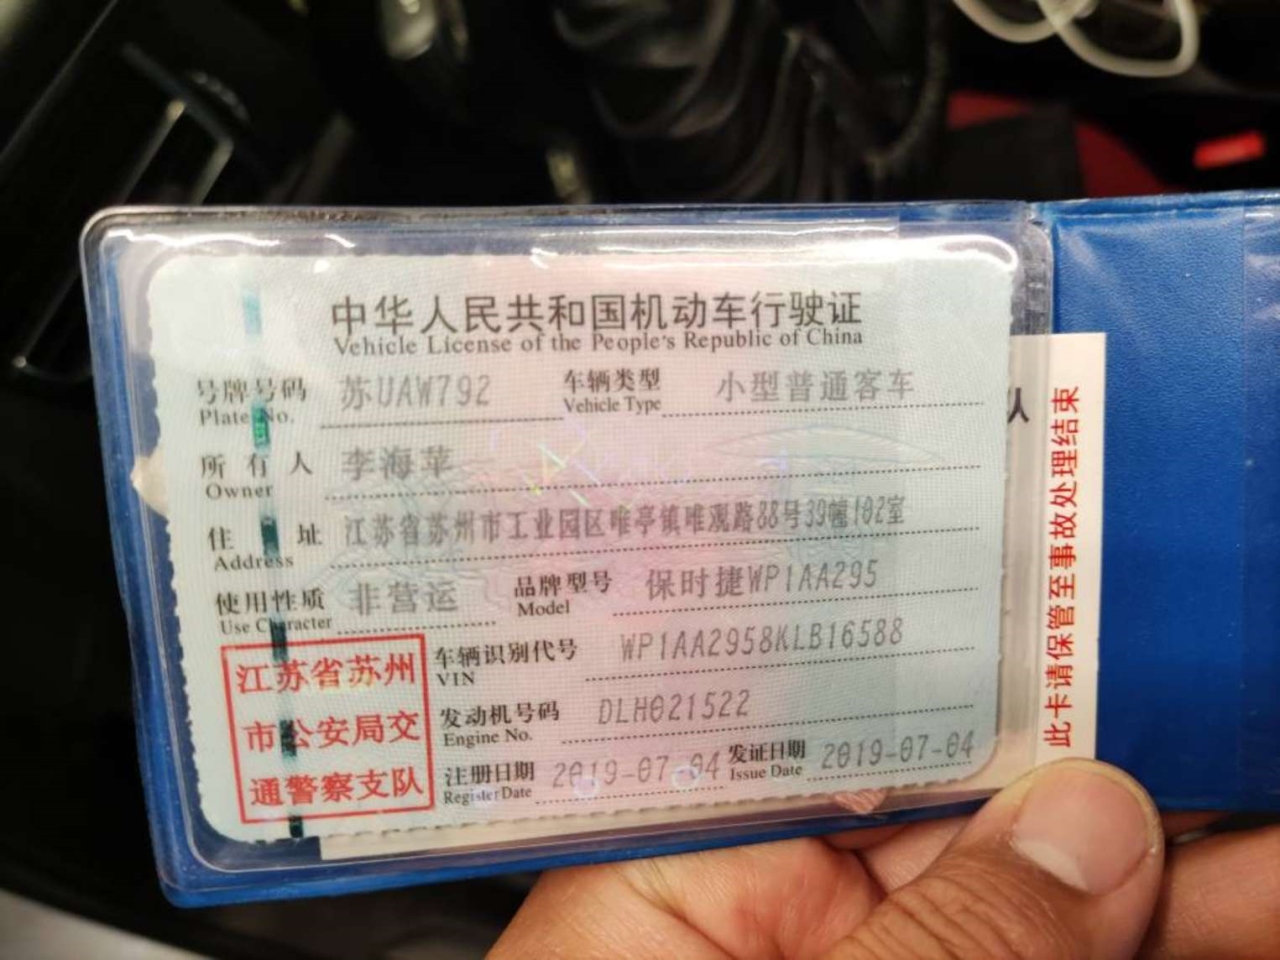 中华人民共和国机动车行驶证
Vehicle License of the People's Republic of China
号牌号码 苏UAW792 车辆类型 小型普通客车
Plate No. Vehicle Type
所有人 李海苹
Owner
住址 江苏省苏州市工业园区唯亭镇唯观路88号39幢102室
Address
使用性质 非营运 品牌型号 保时捷WP1AA295
Use Character Model
车辆识别代号 WP1AA2958KLB16588
VIN
发动机号码 DLH021522
Engine No.
注册日期 2019-07-04 发证日期 2019-07-04
Register Date Issue Date
江苏省苏州
市公安局交
通警察支队
队
此卡请保管至事故处理结束